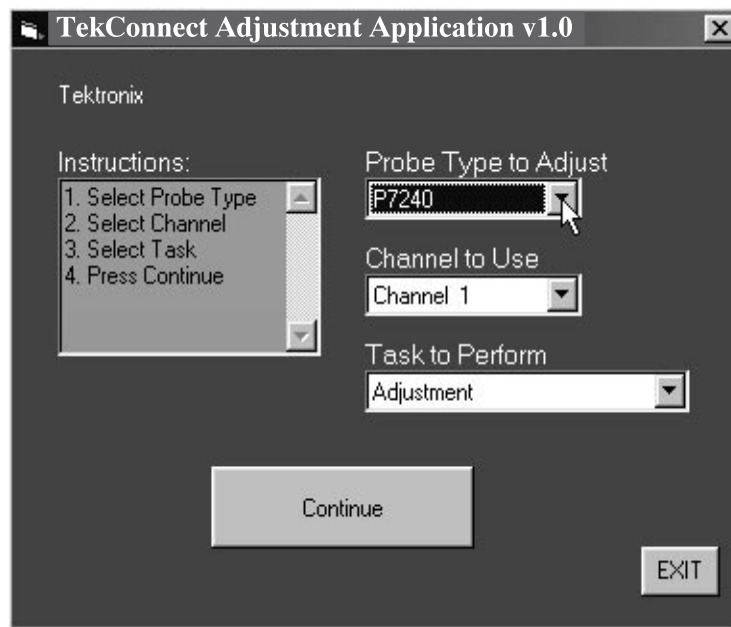 TekConnect Adjustment Application v1.0
Tektronix
Instructions:
1. Select Probe Type
2. Select Channel
3. Select Task
4. Press Continue
Probe Type to Adjust
P7240
Channel to Use
Channel 1
Task to Perform
Adjustment
Continue
EXIT